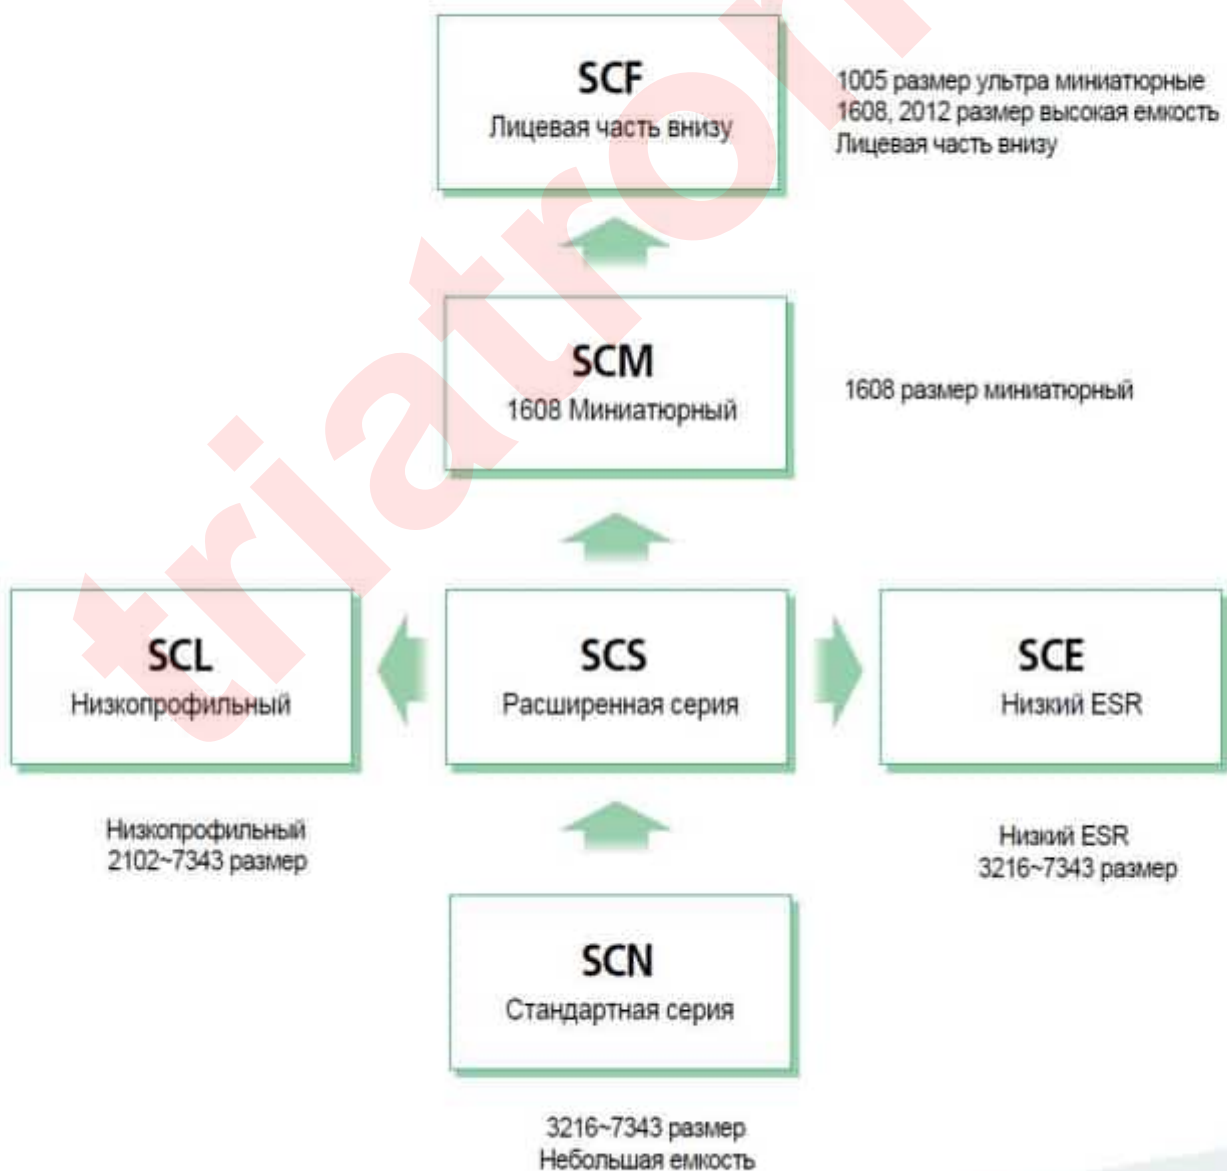 SCF
Лицевая часть внизу
1005 размер ультра миниатюрные
1608, 2012 размер высокая емкость
Лицевая часть внизу
SCM
1608 Миниатюрный
1608 размер миниатюрный
SCL
Низкопрофильный
SCS
Расширенная серия
SCE
Низкий ESR
Низкопрофильный
2102~7343 размер
Низкий ESR
3216~7343 размер
SCN
Стандартная серия
3216~7343 размер
Небольшая емкость
triatron